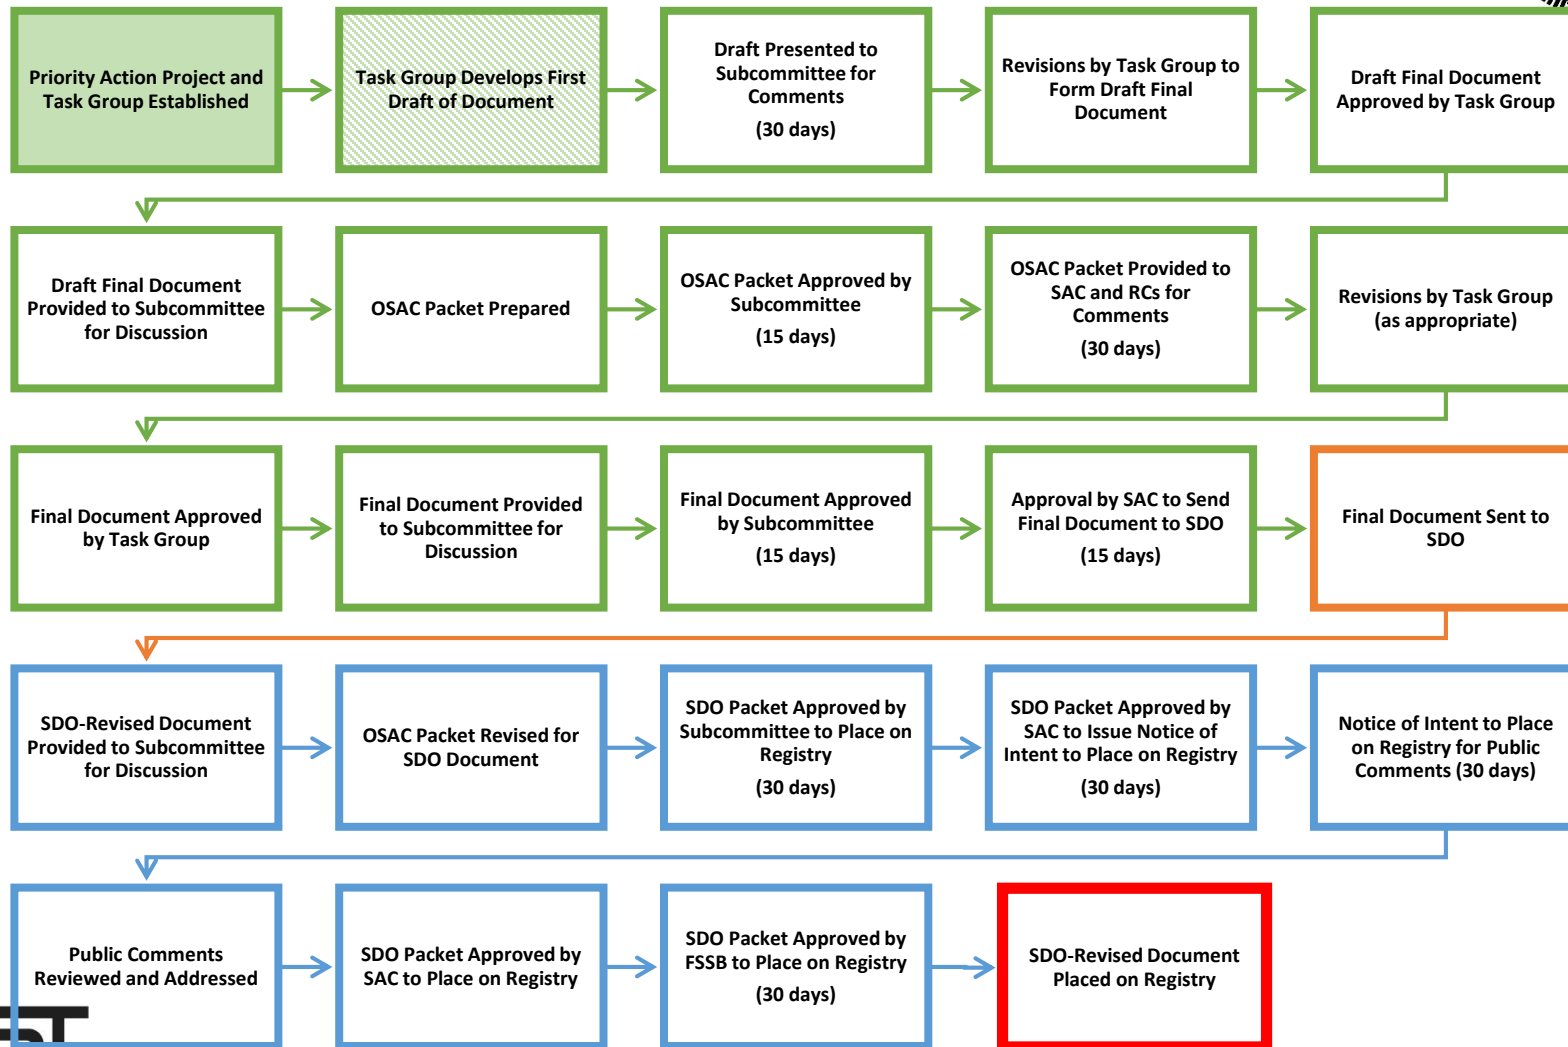 Priority Action Project and
Task Group Established
Task Group Develops First
Draft of Document
Draft Presented to
Subcommittee for
Comments
(30 days)
Revisions by Task Group to
Form Draft Final
Document
Draft Final Document
Approved by Task Group
Draft Final Document
Provided to Subcommittee
for Discussion
OSAC Packet Prepared
OSAC Packet Approved by
Subcommittee
(15 days)
OSAC Packet Provided to
SAC and RCs for
Comments
(30 days)
Revisions by Task Group
(as appropriate)
Final Document Approved
by Task Group
Final Document Provided
to Subcommittee for
Discussion
Final Document Approved
by Subcommittee
(15 days)
Approval by SAC to Send
Final Document to SDO
(15 days)
Final Document Sent to
SDO
SDO-Revised Document
Provided to Subcommittee
for Discussion
OSAC Packet Revised for
SDO Document
SDO Packet Approved by
Subcommittee to Place on
Registry
(30 days)
SDO Packet Approved by
SAC to Issue Notice of
Intent to Place on Registry
(30 days)
Notice of Intent to Place
on Registry for Public
Comments (30 days)
Public Comments
Reviewed and Addressed
SDO Packet Approved by
SAC to Place on Registry
SDO Packet Approved by
FSSB to Place on Registry
(30 days)
SDO-Revised Document
Placed on Registry